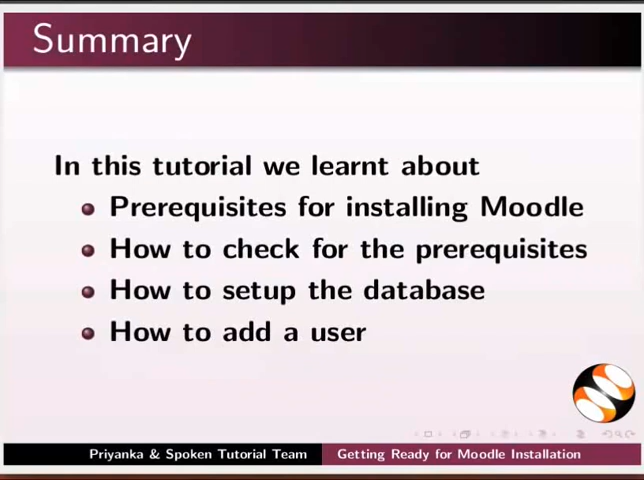 Summary
In this tutorial we learnt about
Prerequisites for installing Moodle
How to check for the prerequisites
How to setup the database
How to add a user
Priyanka & Spoken Tutorial Team
Getting Ready for Moodle Installation